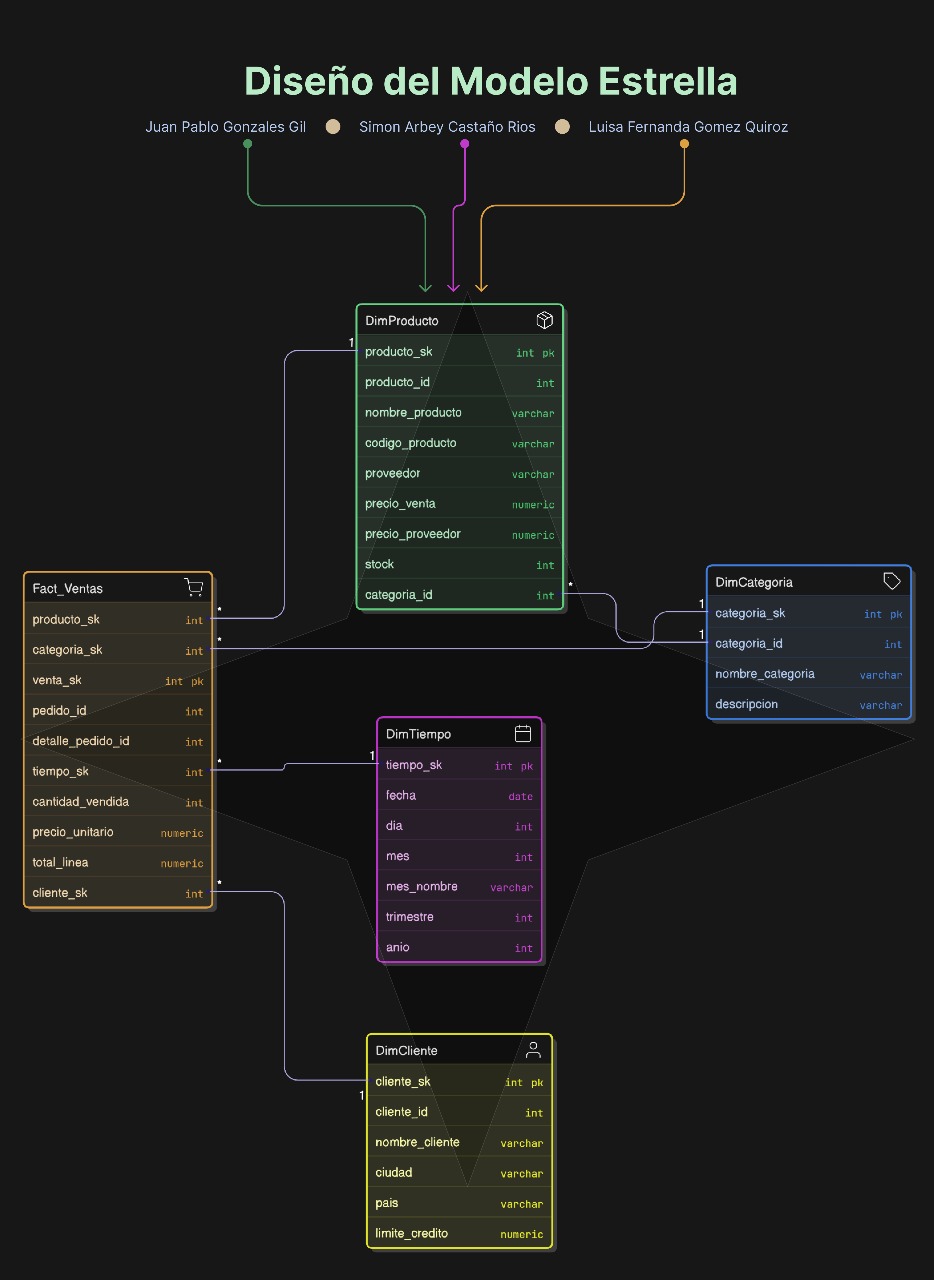 Diseño del Modelo Estrella
Juan Pablo Gonzales Gil Simon Arbey Castaño Rios Luisa Fernanda Gomez Quiroz
DimProducto
1
producto_sk int pk
producto_id int
nombre_producto varchar
codigo_producto varchar
proveedor varchar
precio_venta numeric
precio_proveedor numeric
stock int
categoria_id int *
Fact_Ventas
producto_sk int *
categoria_sk int *
venta_sk int pk
pedido_id int
detalle_pedido_id int
tiempo_sk int *
cantidad_vendida int
precio_unitario numeric
total_linea numeric
cliente_sk int *
DimCategoria
1 categoria_sk int pk
1 categoria_id int
nombre_categoria varchar
descripcion varchar
DimTiempo
1 tiempo_sk int pk
fecha date
dia int
mes int
mes_nombre varchar
trimestre int
anio int
DimCliente
cliente_sk int pk
1
cliente_id int
nombre_cliente varchar
ciudad varchar
pais varchar
limite_credito numeric